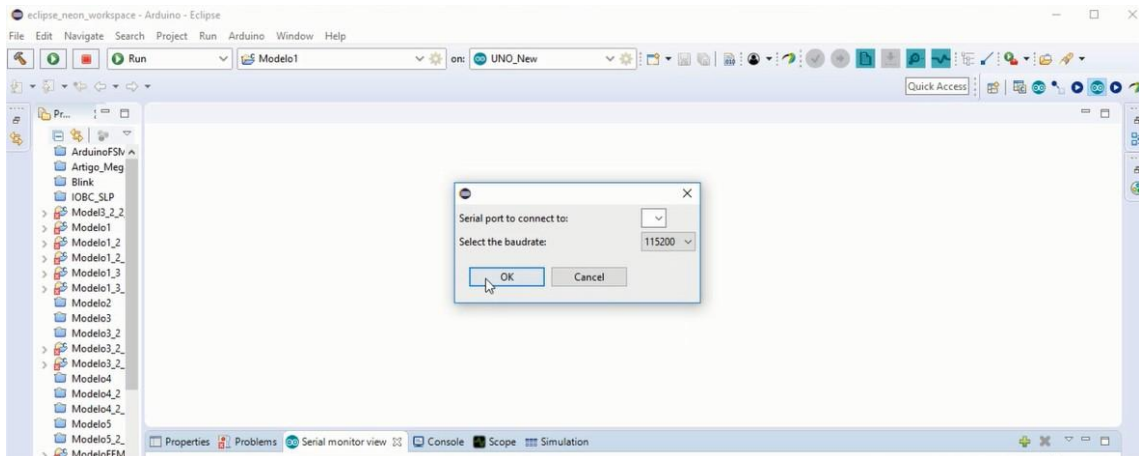 eclipse_neon_workspace - Arduino - Eclipse
File Edit Navigate Search Project Run Arduino Window Help
Run Modelo1 on: UNO_New
Quick Access
Pr...
ArduinoFSM
Artigo_Meg
Blink
IOBC_SLP
Model3_2_2
Modelo1
Modelo1_2
Modelo1_2_
Modelo1_3
Modelo1_3_
Modelo2
Modelo3
Modelo3_2
Modelo3_2_
Modelo3_2_
Modelo4
Modelo4_2
Modelo4_2_
Modelo5
Modelo5_2_
ModeloFFM
Serial port to connect to:
Select the baudrate: 115200
OK Cancel
Properties Problems Serial monitor view Console Scope Simulation